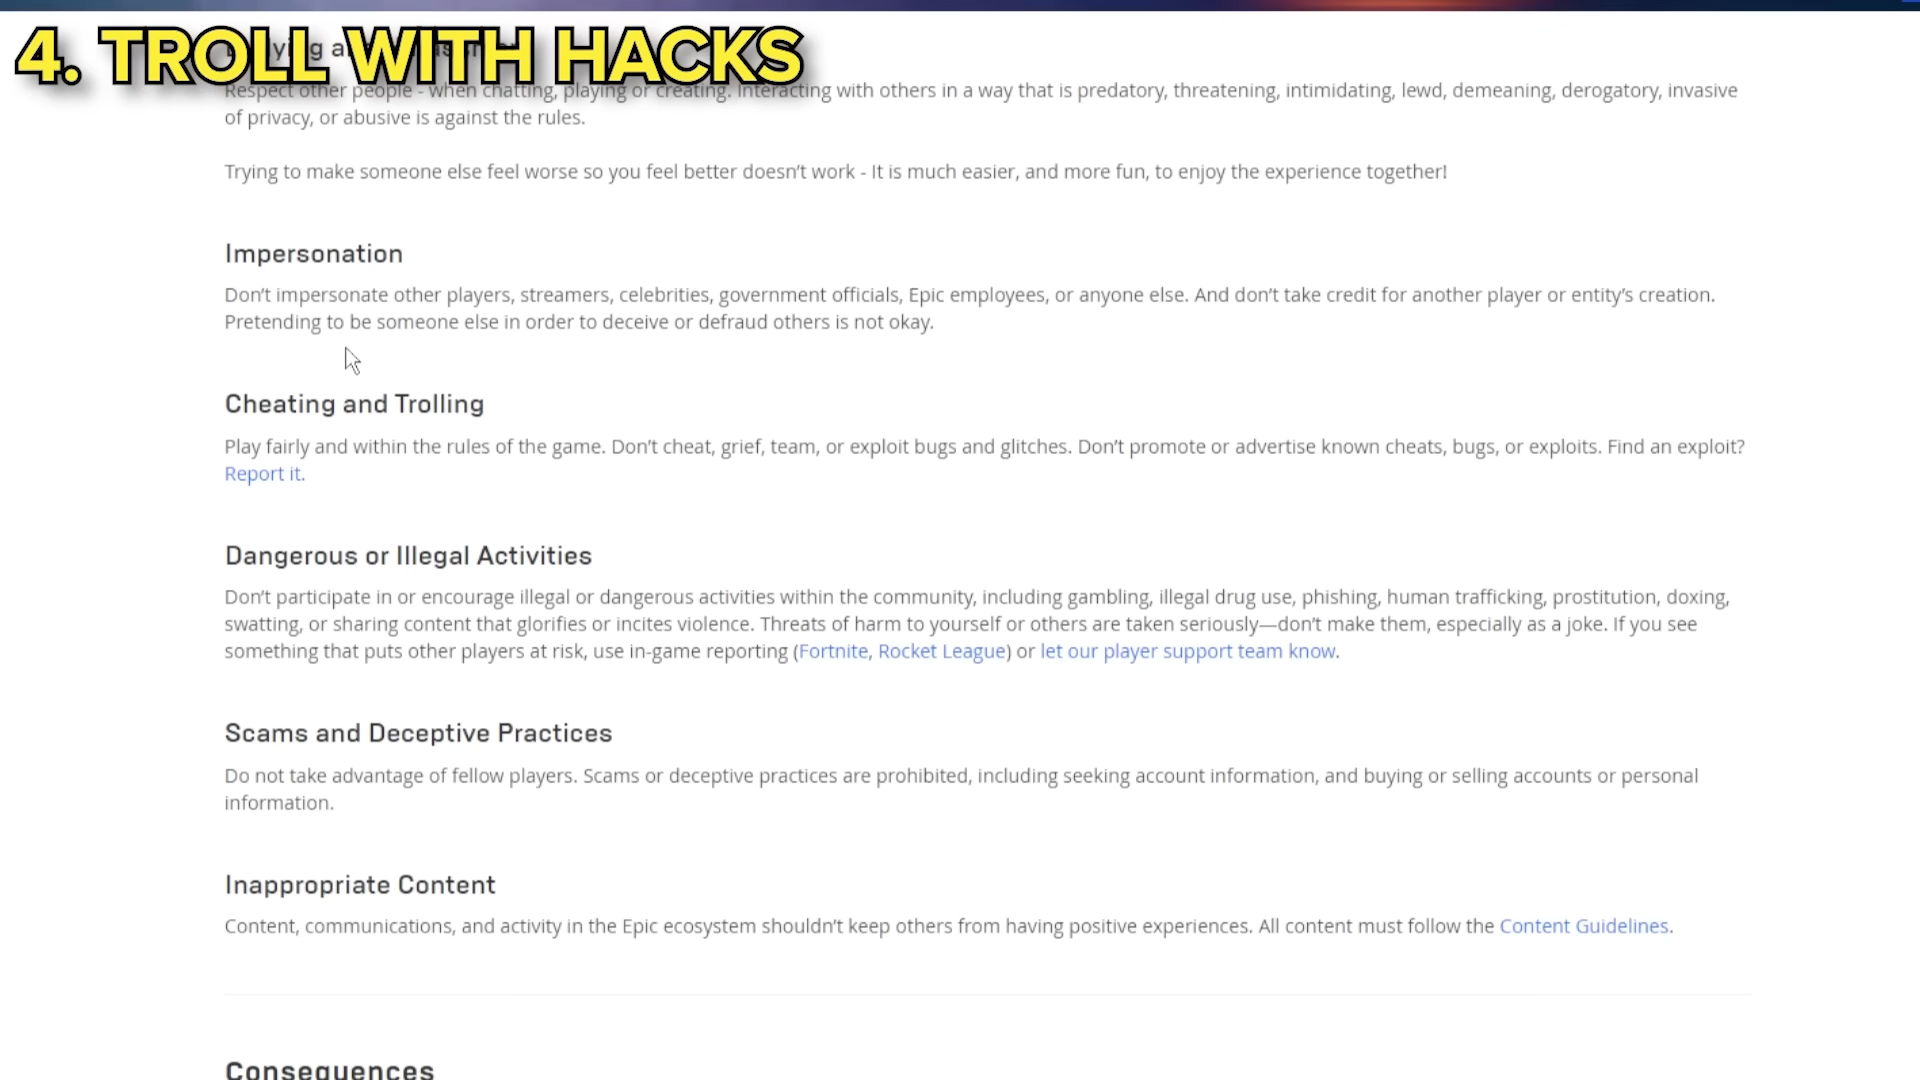 4. TROLL WITH HACKS
Respect other people - when chatting, playing or creating. Interacting with others in a way that is predatory, threatening, intimidating, lewd, demeaning, derogatory, invasive
of privacy, or abusive is against the rules.
Trying to make someone else feel worse so you feel better doesn't work - It is much easier, and more fun, to enjoy the experience together!
Impersonation
Don't impersonate other players, streamers, celebrities, government officials, Epic employees, or anyone else. And don't take credit for another player or entity's creation.
Pretending to be someone else in order to deceive or defraud others is not okay.
Cheating and Trolling
Play fairly and within the rules of the game. Don't cheat, grief, team, or exploit bugs and glitches. Don't promote or advertise known cheats, bugs, or exploits. Find an exploit?
Report it.
Dangerous or Illegal Activities
Don't participate in or encourage illegal or dangerous activities within the community, including gambling, illegal drug use, phishing, human trafficking, prostitution, doxing,
swatting, or sharing content that glorifies or incites violence. Threats of harm to yourself or others are taken seriously—don't make them, especially as a joke. If you see
something that puts other players at risk, use in-game reporting (Fortnite, Rocket League) or let our player support team know.
Scams and Deceptive Practices
Do not take advantage of fellow players. Scams or deceptive practices are prohibited, including seeking account information, and buying or selling accounts or personal
information.
Inappropriate Content
Content, communications, and activity in the Epic ecosystem shouldn't keep others from having positive experiences. All content must follow the Content Guidelines.
Consequences